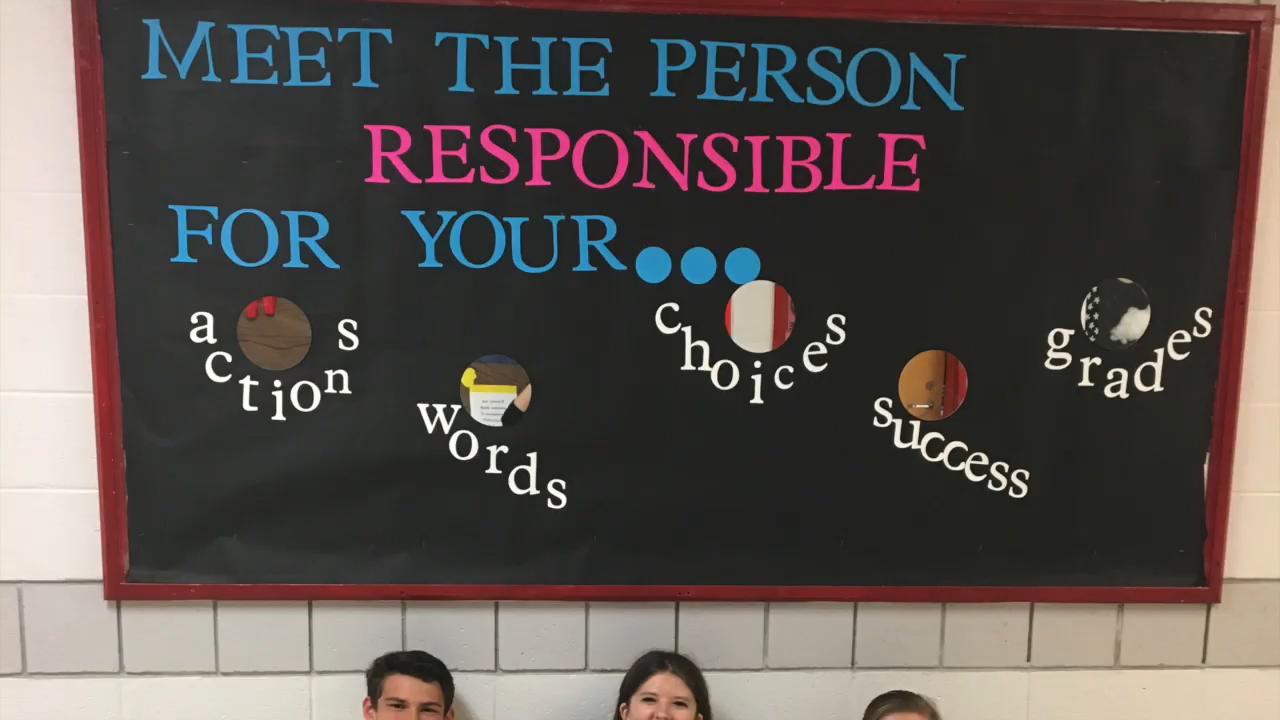 MEET THE PERSON
RESPONSIBLE
FOR YOUR...
actions
words
choices
success
grades